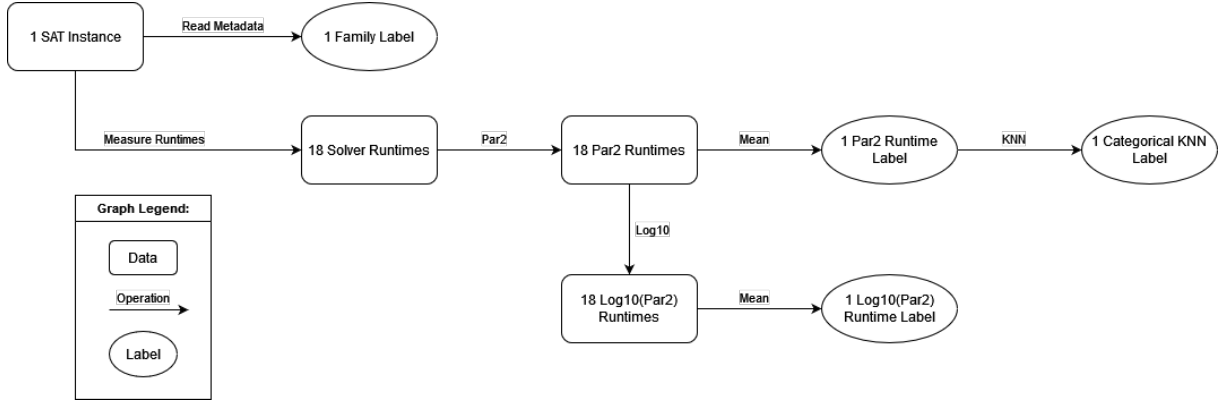 1 SAT Instance
Read Metadata
1 Family Label
Measure Runtimes
18 Solver Runtimes
Par2
18 Par2 Runtimes
Mean
1 Par2 Runtime
Label
KNN
1 Categorical KNN
Label
Log10
18 Log10(Par2)
Runtimes
Mean
1 Log10(Par2)
Runtime Label
Graph Legend:
Data
Operation
Label